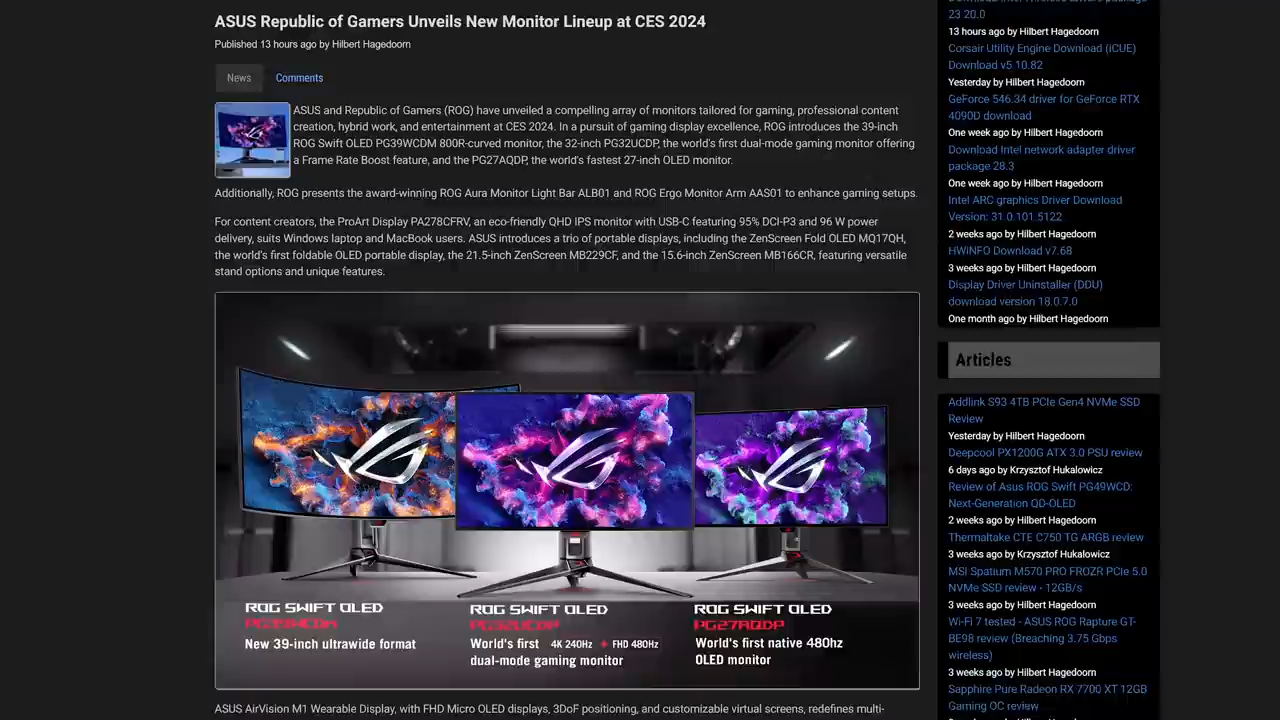 ASUS Republic of Gamers Unveils New Monitor Lineup at CES 2024
Published 13 hours ago by Hilbert Hagedoorn
News
Comments
ASUS and Republic of Gamers (ROG) have unveiled a compelling array of monitors tailored for gaming, professional content
creation, hybrid work, and entertainment at CES 2024. In a pursuit of gaming display excellence, ROG introduces the 39-inch
ROG Swift OLED PG39WCDM 800R-curved monitor, the 32-inch PG32UCDP, the world's first dual-mode gaming monitor offering
a Frame Rate Boost feature, and the PG27AQDP, the world's fastest 27-inch OLED monitor.
Additionally, ROG presents the award-winning ROG Aura Monitor Light Bar ALB01 and ROG Ergo Monitor Arm AAS01 to enhance gaming setups.
For content creators, the ProArt Display PA278CFRV, an eco-friendly QHD IPS monitor with USB-C featuring 95% DCI-P3 and 96 W power
delivery, suits Windows laptop and MacBook users. ASUS introduces a trio of portable displays, including the ZenScreen Fold OLED MQ17QH,
the world's first foldable OLED portable display, the 21.5-inch ZenScreen MB229CF, and the 15.6-inch ZenScreen MB166CR, featuring versatile
stand options and unique features.
ROG SWIFT OLED
PG39WCDM
New 39-inch ultrawide format
ROG SWIFT OLED
PG32UCDP
World's first 4K 240Hz + FHD 480Hz
dual-mode gaming monitor
ROG SWIFT OLED
PG27AQDP
World's first native 480hz
OLED monitor
ASUS AirVision M1 Wearable Display, with FHD Micro OLED displays, 3DoF positioning, and customizable virtual screens, redefines multi-
23 20.0
13 hours ago by Hilbert Hagedoorn
Corsair Utility Engine Download (iCUE)
Download v5.10.82
Yesterday by Hilbert Hagedoorn
GeForce 546.34 driver for GeForce RTX
4090D download
One week ago by Hilbert Hagedoorn
Download Intel network adapter driver
package 28.3
One week ago by Hilbert Hagedoorn
Intel ARC graphics Driver Download
Version: 31.0.101.5122
2 weeks ago by Hilbert Hagedoorn
HWiNFO Download v7.68
3 weeks ago by Hilbert Hagedoorn
Display Driver Uninstaller (DDU)
download version 18.0.7.0
One month ago by Hilbert Hagedoorn
Articles
Addlink S93 4TB PCIe Gen4 NVMe SSD
Review
Yesterday by Hilbert Hagedoorn
Deepcool PX1200G ATX 3.0 PSU review
6 days ago by Krzysztof Hukalowicz
Review of Asus ROG Swift PG49WCD:
Next-Generation QD-OLED
2 weeks ago by Hilbert Hagedoorn
Thermaltake CTE C750 TG ARGB review
3 weeks ago by Krzysztof Hukalowicz
MSI Spatium M570 PRO FROZR PCIe 5.0
NVMe SSD review - 12GB/s
3 weeks ago by Hilbert Hagedoorn
Wi-Fi 7 tested - ASUS ROG Rapture GT-
BE98 review (Breaching 3.75 Gbps
wireless)
3 weeks ago by Hilbert Hagedoorn
Sapphire Pure Radeon RX 7700 XT 12GB
Gaming OC review